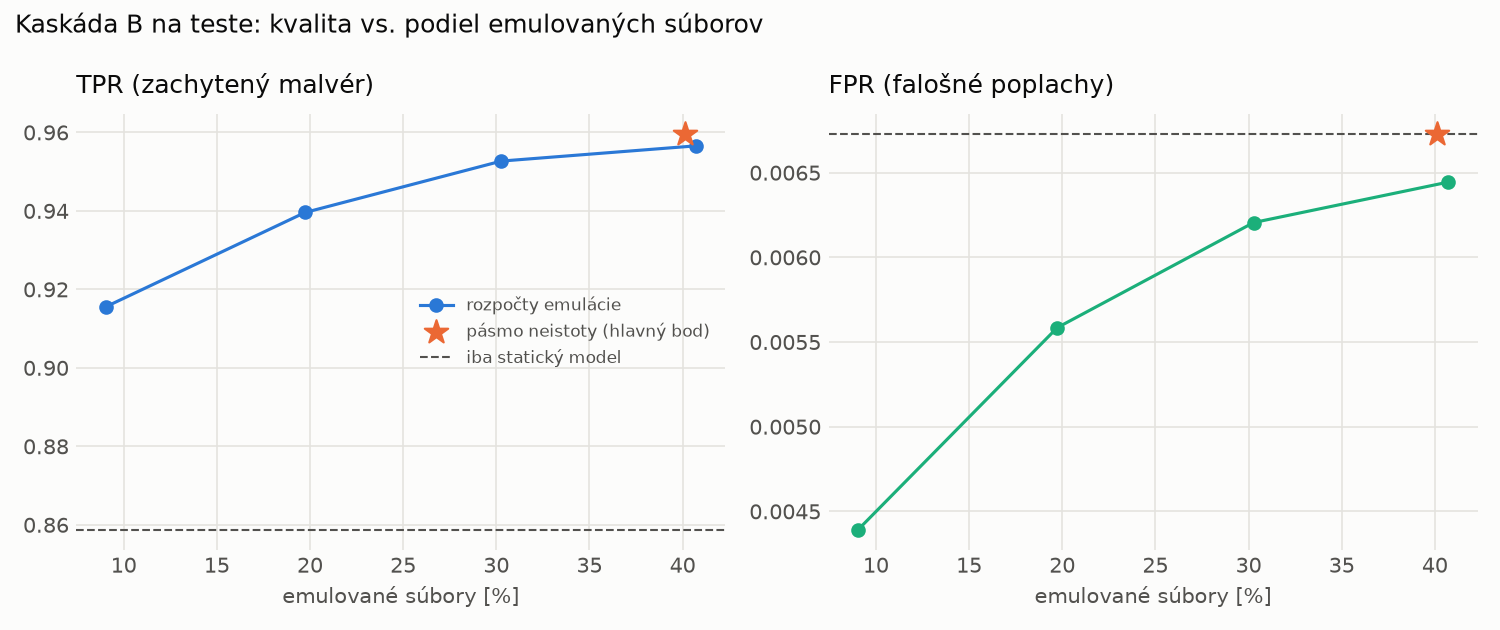 Kaskáda B na teste: kvalita vs. podiel emulovaných súborov
TPR (zachytený malvér)
0.96
0.94
0.92
0.90
0.88
0.86
rozpočty emulácie
pásmo neistoty (hlavný bod)
iba statický model
10 15 20 25 30 35 40
emulované súbory [%]
FPR (falošné poplachy)
0.0065
0.0060
0.0055
0.0050
0.0045
10 15 20 25 30 35 40
emulované súbory [%]